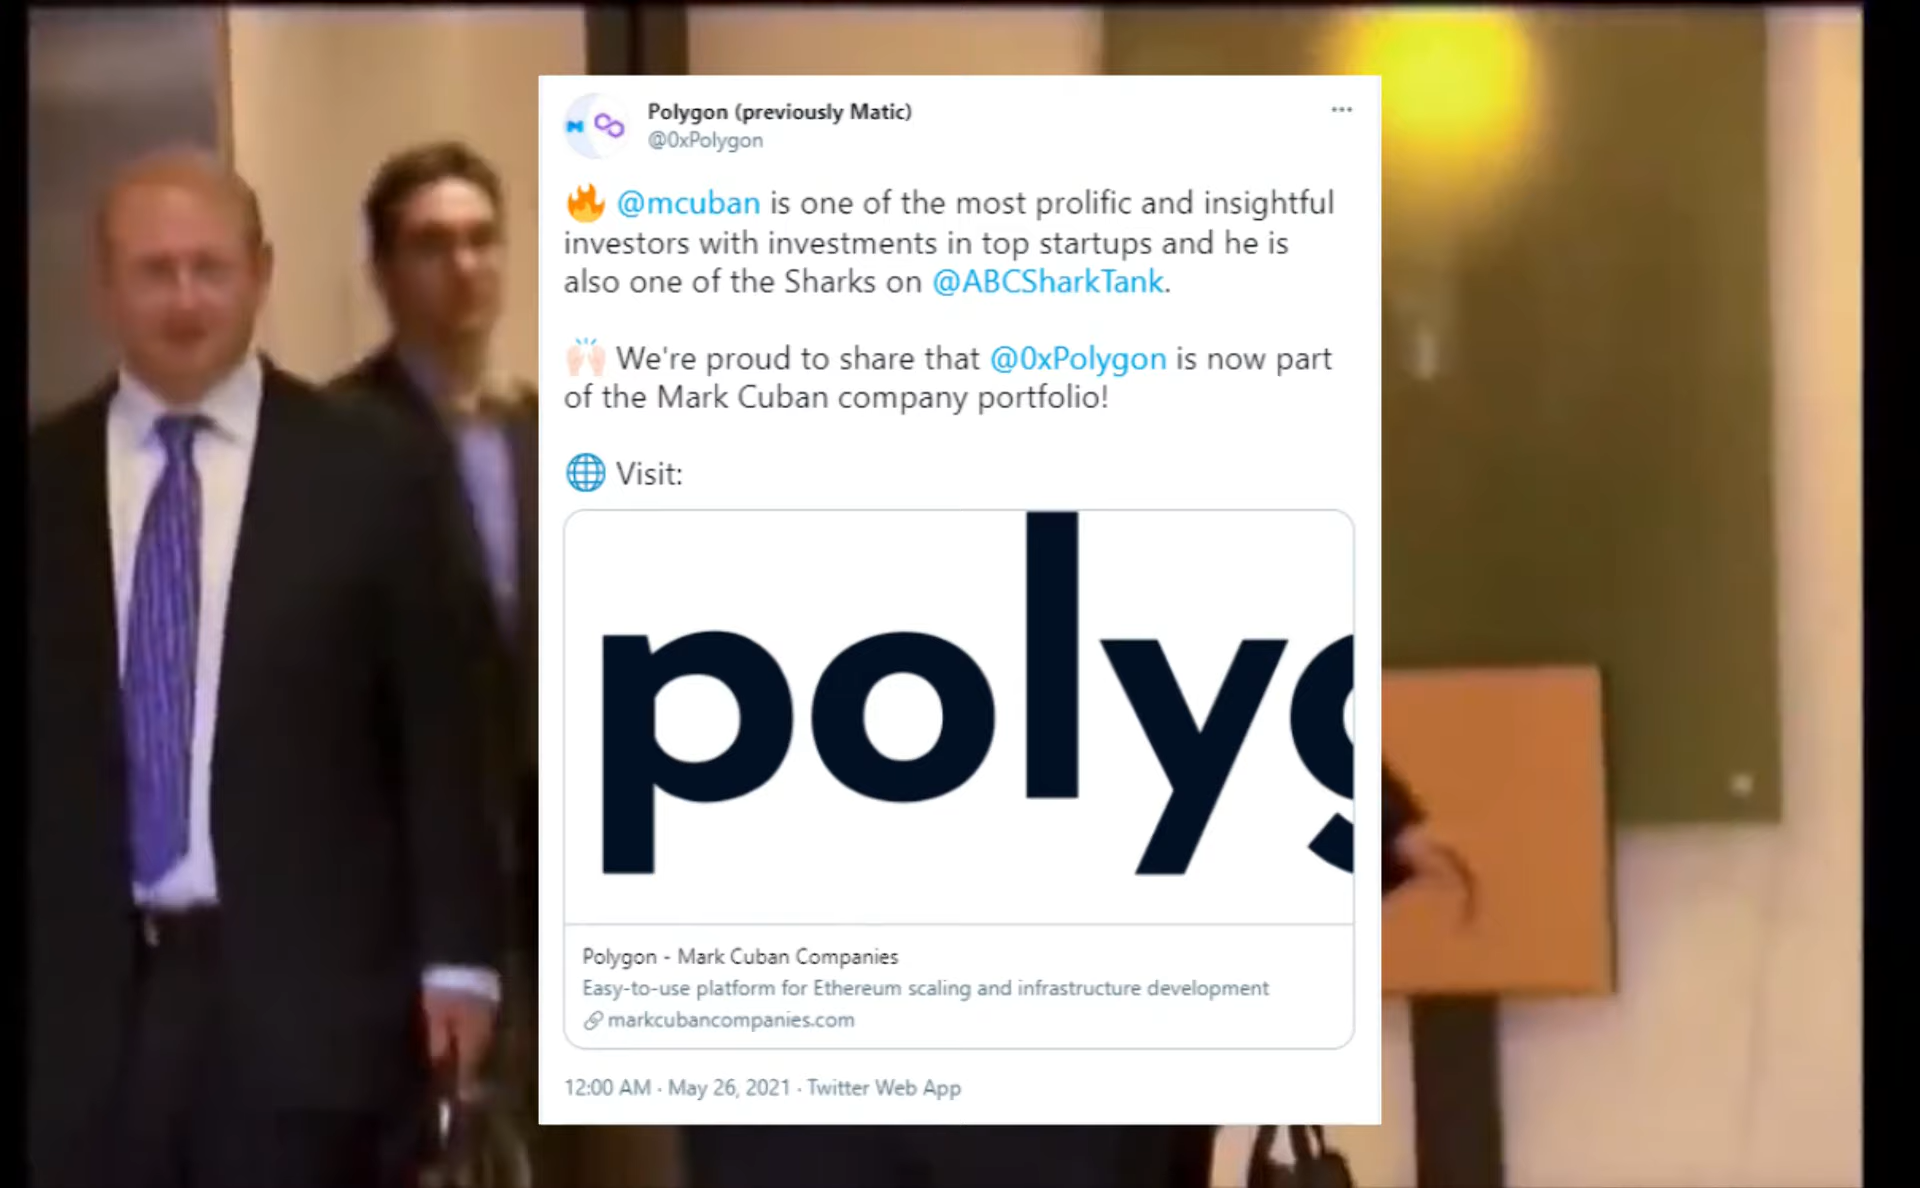 Polygon (previously Matic)
@0xPolygon
🔥 @mcuban is one of the most prolific and insightful
investors with investments in top startups and he is
also one of the Sharks on @ABCSharkTank.
🙌🏻 We're proud to share that @0xPolygon is now part
of the Mark Cuban company portfolio!
🌐 Visit:
polyg
Polygon - Mark Cuban Companies
Easy-to-use platform for Ethereum scaling and infrastructure development
markcubancompanies.com
12:00 AM · May 26, 2021 · Twitter Web App